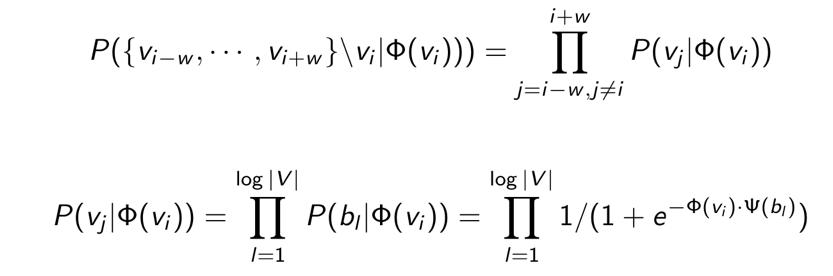 P({v_{i−w}, ⋯ , v_{i+w}}\v_i|Φ(v_i))) = ∏_{j=i−w,j≠i}^{i+w} P(v_j|Φ(v_i))
P(v_j|Φ(v_i)) = ∏_{l=1}^{log |V|} P(b_l|Φ(v_i)) = ∏_{l=1}^{log |V|} 1/(1 + e^{−Φ(v_i)·Ψ(b_l)})